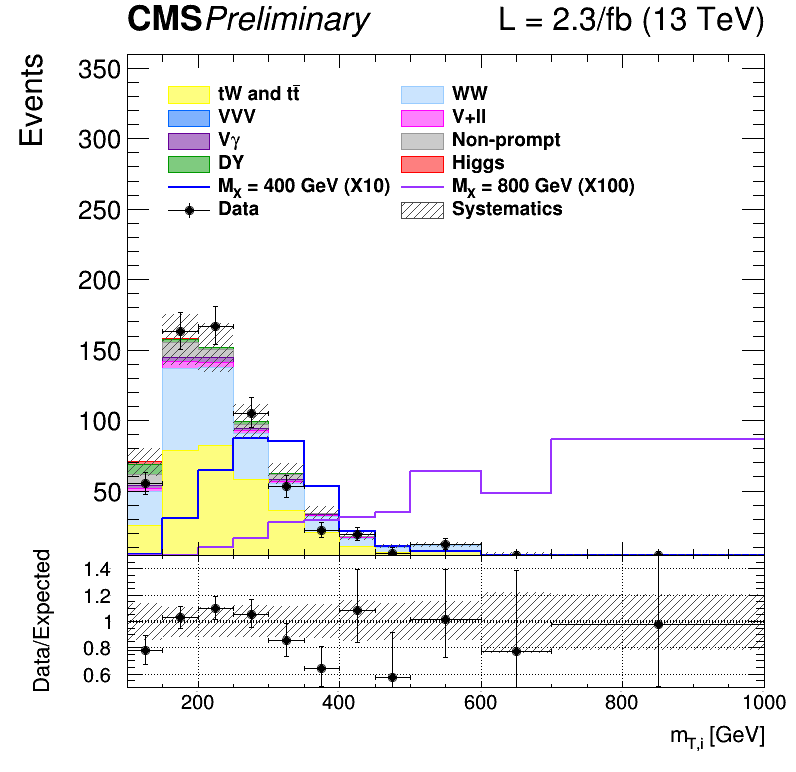 CMS Preliminary L = 2.3/fb (13 TeV)
Events
350
300
250
200
150
100
50
tW and tt̄ WW
VVV V+II
Vγ Non-prompt
DY Higgs
M_X = 400 GeV (X10) M_X = 800 GeV (X100)
Data Systematics
Data/Expected
1.4
1.2
1
0.8
0.6
200 400 600 800 1000
m_T,i [GeV]